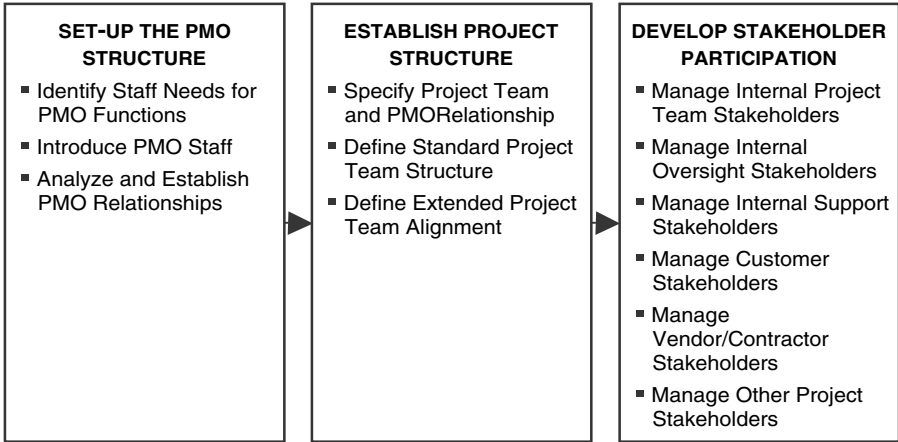 SET-UP THE PMO
STRUCTURE
▪ Identify Staff Needs for
PMO Functions
▪ Introduce PMO Staff
▪ Analyze and Establish
PMO Relationships
ESTABLISH PROJECT
STRUCTURE
▪ Specify Project Team
and PMORelationship
▪ Define Standard Project
Team Structure
▪ Define Extended Project
Team Alignment
DEVELOP STAKEHOLDER
PARTICIPATION
▪ Manage Internal Project
Team Stakeholders
▪ Manage Internal
Oversight Stakeholders
▪ Manage Internal Support
Stakeholders
▪ Manage Customer
Stakeholders
▪ Manage
Vendor/Contractor
Stakeholders
▪ Manage Other Project
Stakeholders